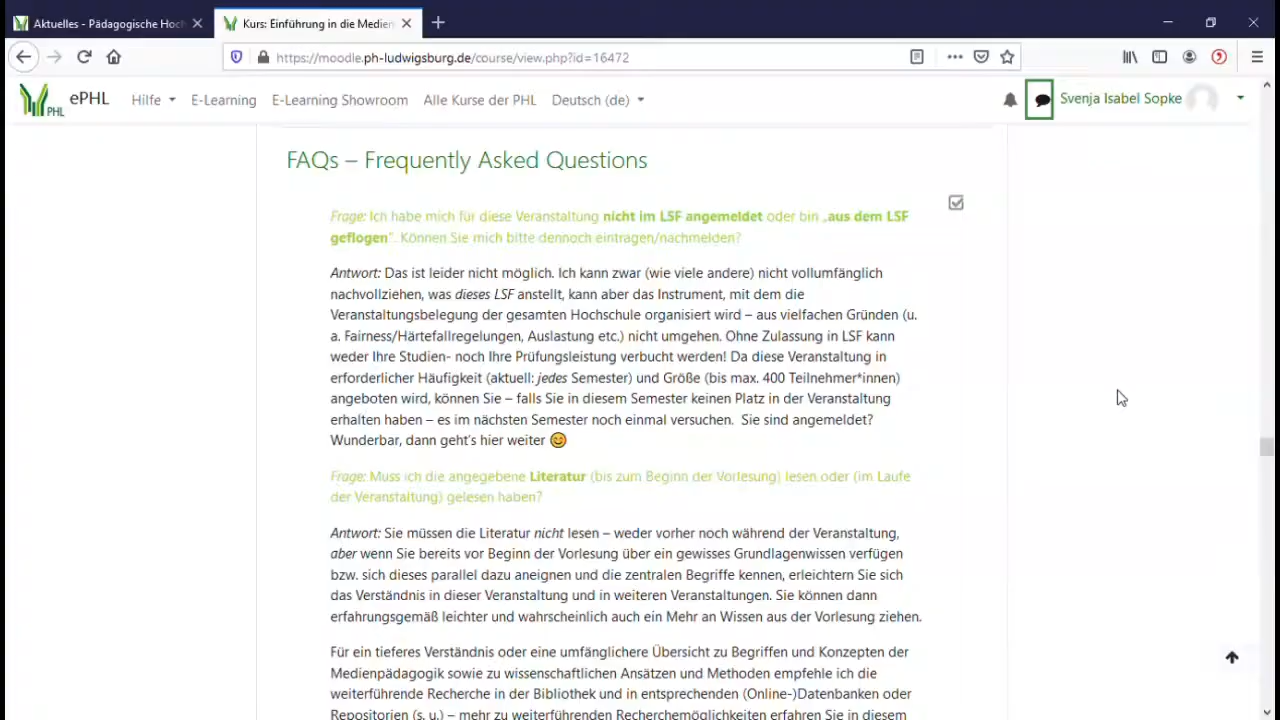 Aktuelles - Pädagogische Hoch
Kurs: Einführung in die Medien
https://moodle.ph-ludwigsburg.de/course/view.php?id=16472
PHL
ePHL
Hilfe
E-Learning
E-Learning Showroom
Alle Kurse der PHL
Deutsch (de)
Svenja Isabel Sopke
FAQs – Frequently Asked Questions
Frage: Ich habe mich für diese Veranstaltung nicht im LSF angemeldet oder bin „aus dem LSF
geflogen“. Können Sie mich bitte dennoch eintragen/nachmelden?
Antwort: Das ist leider nicht möglich. Ich kann zwar (wie viele andere) nicht vollumfänglich
nachvollziehen, was dieses LSF anstellt, kann aber das Instrument, mit dem die
Veranstaltungsbelegung der gesamten Hochschule organisiert wird – aus vielfachen Gründen (u.
a. Fairness/Härtefallregelungen, Auslastung etc.) nicht umgehen. Ohne Zulassung in LSF kann
weder Ihre Studien- noch Ihre Prüfungsleistung verbucht werden! Da diese Veranstaltung in
erforderlicher Häufigkeit (aktuell: jedes Semester) und Größe (bis max. 400 Teilnehmer*innen)
angeboten wird, können Sie – falls Sie in diesem Semester keinen Platz in der Veranstaltung
erhalten haben – es im nächsten Semester noch einmal versuchen. Sie sind angemeldet?
Wunderbar, dann geht's hier weiter 😊
Frage: Muss ich die angegebene Literatur (bis zum Beginn der Vorlesung) lesen oder (im Laufe
der Veranstaltung) gelesen haben?
Antwort: Sie müssen die Literatur nicht lesen – weder vorher noch während der Veranstaltung,
aber wenn Sie bereits vor Beginn der Vorlesung über ein gewisses Grundlagenwissen verfügen
bzw. sich dieses parallel dazu aneignen und die zentralen Begriffe kennen, erleichtern Sie sich
das Verständnis in dieser Veranstaltung und in weiteren Veranstaltungen. Sie können dann
erfahrungsgemäß leichter und wahrscheinlich auch ein Mehr an Wissen aus der Vorlesung ziehen.
Für ein tieferes Verständnis oder eine umfänglichere Übersicht zu Begriffen und Konzepten der
Medienpädagogik sowie zu wissenschaftlichen Ansätzen und Methoden empfehle ich die
weiterführende Recherche in der Bibliothek und in entsprechenden (Online-)Datenbanken oder
Repositorien (s. u.) – mehr zu weiterführenden Recherchemöglichkeiten erfahren Sie in diesem